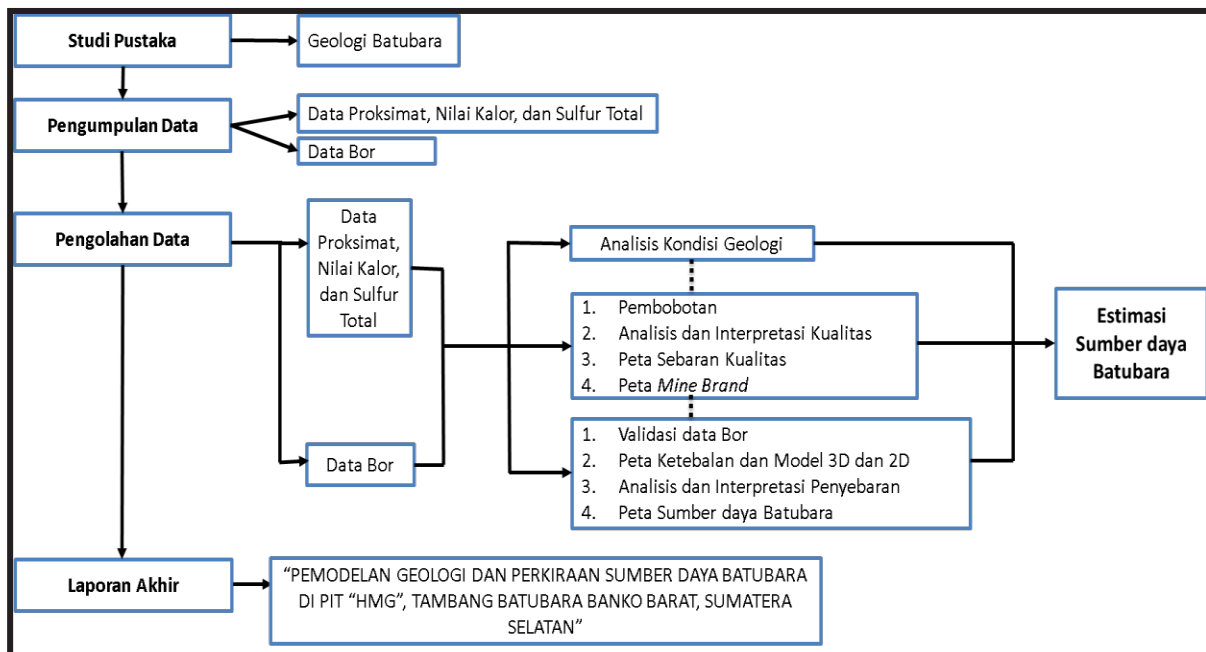 Studi Pustaka
Geologi Batubara
Pengumpulan Data
Data Proksimat, Nilai Kalor, dan Sulfur Total
Data Bor
Pengolahan Data
Data
Proksimat,
Nilai Kalor,
dan Sulfur
Total
Data Bor
Analisis Kondisi Geologi
1. Pembobotan
2. Analisis dan Interpretasi Kualitas
3. Peta Sebaran Kualitas
4. Peta Mine Brand
1. Validasi data Bor
2. Peta Ketebalan dan Model 3D dan 2D
3. Analisis dan Interpretasi Penyebaran
4. Peta Sumber daya Batubara
Estimasi
Sumber daya
Batubara
Laporan Akhir
“PEMODELAN GEOLOGI DAN PERKIRAAN SUMBER DAYA BATUBARA
DI PIT “HMG”, TAMBANG BATUBARA BANKO BARAT, SUMATERA
SELATAN”